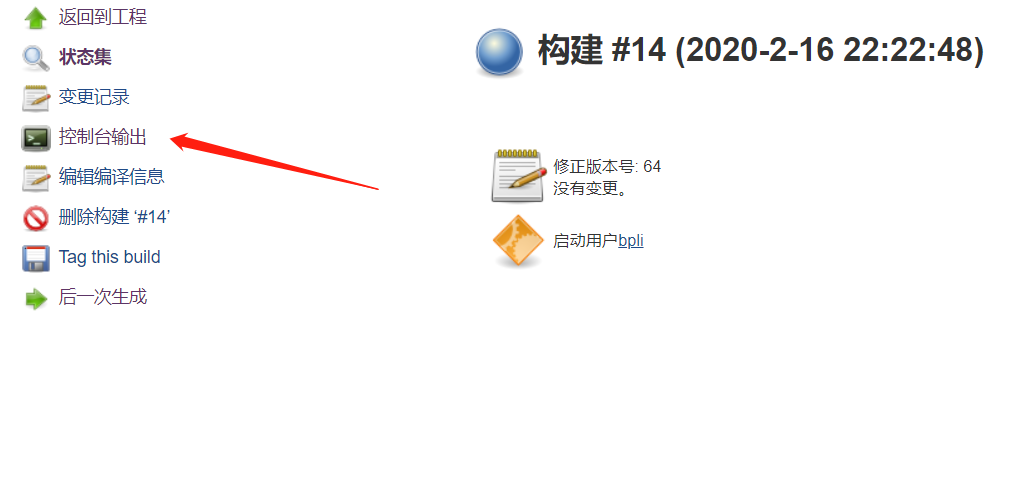 返回到工程
状态集
变更记录
控制台输出
编辑编译信息
删除构建 ‘#14’
Tag this build
后一次生成
构建 #14 (2020-2-16 22:22:48)
修正版本号: 64
没有变更。
启动用户bpli